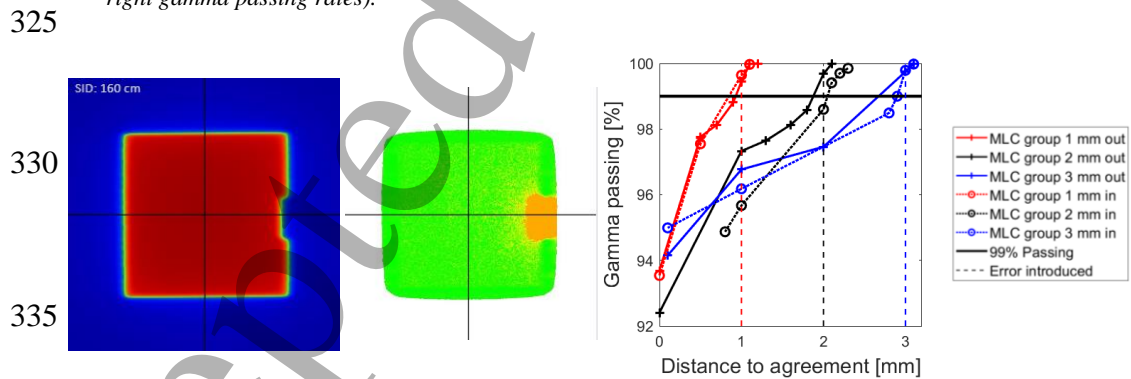 right gamma passing rates).
325
330
335
SID: 160 cm
Gamma passing [%]
100
98
96
94
92
0
1
2
3
Distance to agreement [mm]
MLC group 1 mm out
MLC group 2 mm out
MLC group 3 mm out
MLC group 1 mm in
MLC group 2 mm in
MLC group 3 mm in
99% Passing
Error introduced
pted